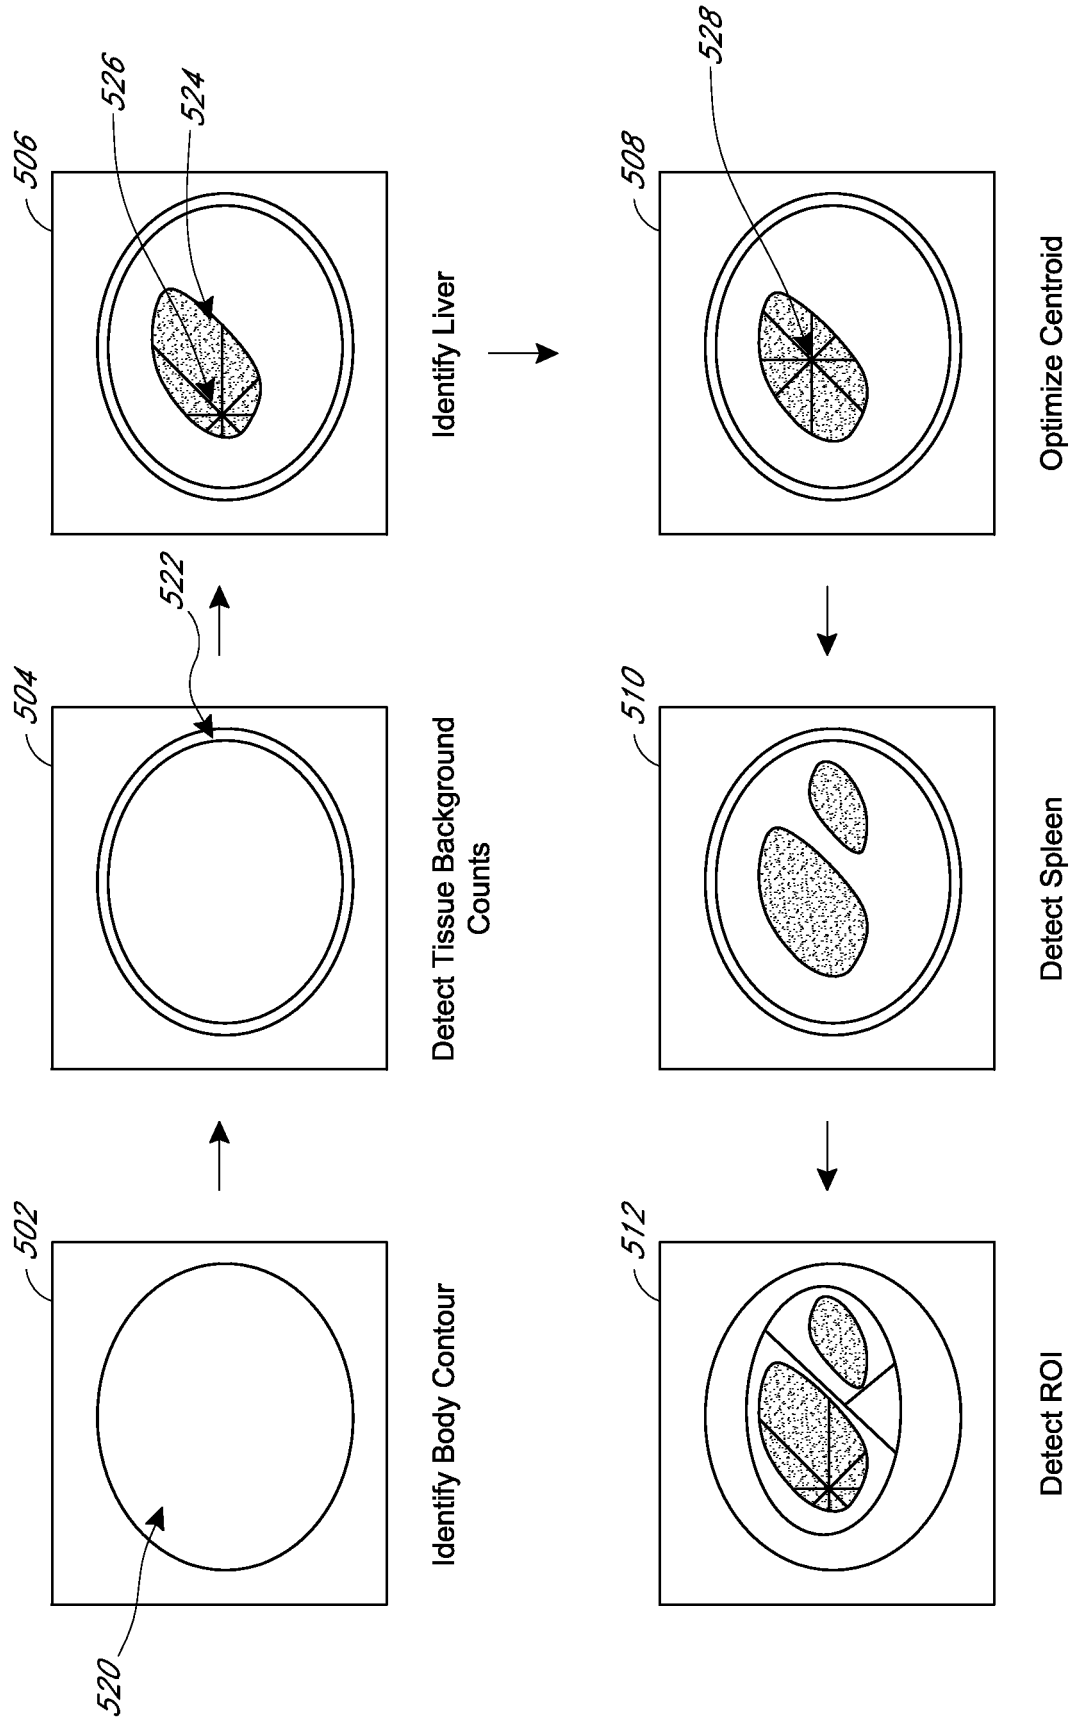 502
520
Identify Body Contour
504
522
Detect Tissue Background
Counts
506
526
524
Identify Liver
508
528
Optimize Centroid
510
Detect Spleen
512
Detect ROI